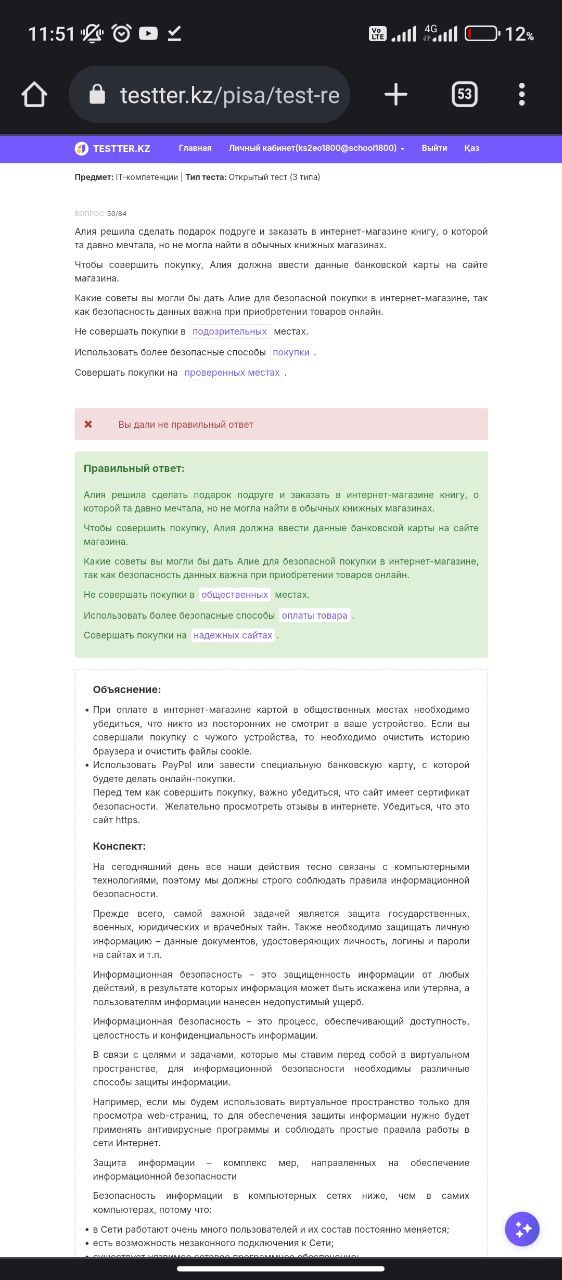 11:51
Vo LTE
4G
12%
testter.kz/pisa/test-re
53
TESTTER.KZ Главная Личный кабинет(ks2eo1800@school1800) Выйти Қаз
Предмет: IT-компетенции | Тип теста: Открытый тест (3 типа)
ВОПРОС 50/84
Алия решила сделать подарок подруге и заказать в интернет-магазине книгу, о которой
та давно мечтала, но не могла найти в обычных книжных магазинах.
Чтобы совершить покупку, Алия должна ввести данные банковской карты на сайте
магазина.
Какие советы вы могли бы дать Алие для безопасной покупки в интернет-магазине, так
как безопасность данных важна при приобретении товаров онлайн.
Не совершать покупки в подозрительных местах.
Использовать более безопасные способы покупки .
Совершать покупки на проверенных местах .
Вы дали не правильный ответ
Правильный ответ:
Алия решила сделать подарок подруге и заказать в интернет-магазине книгу, о
которой та давно мечтала, но не могла найти в обычных книжных магазинах.
Чтобы совершить покупку, Алия должна ввести данные банковской карты на сайте
магазина.
Какие советы вы могли бы дать Алие для безопасной покупки в интернет-магазине,
так как безопасность данных важна при приобретении товаров онлайн.
Не совершать покупки в общественных местах.
Использовать более безопасные способы оплаты товара .
Совершать покупки на надежных сайтах .
Объяснение:
• При оплате в интернет-магазине картой в общественных местах необходимо
убедиться, что никто из посторонних не смотрит в ваше устройство. Если вы
совершали покупку с чужого устройства, то необходимо очистить историю
браузера и очистить файлы cookie.
• Использовать PayPal или завести специальную банковскую карту, с которой
будете делать онлайн-покупки.
Перед тем как совершить покупку, важно убедиться, что сайт имеет сертификат
безопасности. Желательно просмотреть отзывы в интернете. Убедиться, что это
сайт https.
Конспект:
На сегодняшний день все наши действия тесно связаны с компьютерными
технологиями, поэтому мы должны строго соблюдать правила информационной
безопасности.
Прежде всего, самой важной задачей является защита государственных,
военных, юридических и врачебных тайн. Также необходимо защищать личную
информацию – данные документов, удостоверяющих личность, логины и пароли
на сайтах и т.п.
Информационная безопасность – это защищенность информации от любых
действий, в результате которых информация может быть искажена или утеряна, а
пользователям информации нанесен недопустимый ущерб.
Информационная безопасность – это процесс, обеспечивающий доступность,
целостность и конфиденциальность информации.
В связи с целями и задачами, которые мы ставим перед собой в виртуальном
пространстве, для информационной безопасности необходимы различные
способы защиты информации.
Например, если мы будем использовать виртуальное пространство только для
просмотра web-страниц, то для обеспечения защиты информации нужно будет
применять антивирусные программы и соблюдать простые правила работы в
сети Интернет.
Защита информации – комплекс мер, направленных на обеспечение
информационной безопасности
Безопасность информации в компьютерных сетях ниже, чем в самих
компьютерах, потому что:
• в Сети работают очень много пользователей и их состав постоянно меняется;
• есть возможность незаконного подключения к Сети;